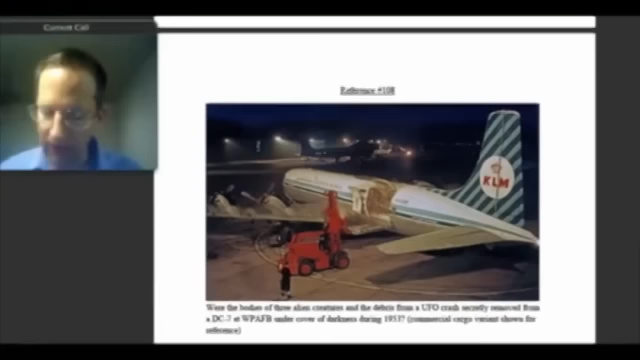 Current Call
Reference #108
KLM
Were the bodies of three alien creatures and the debris from a UFO crash secretly removed from
a DC-7 at WPAFB under cover of darkness during 1953? (commercial cargo variant shown for
reference)